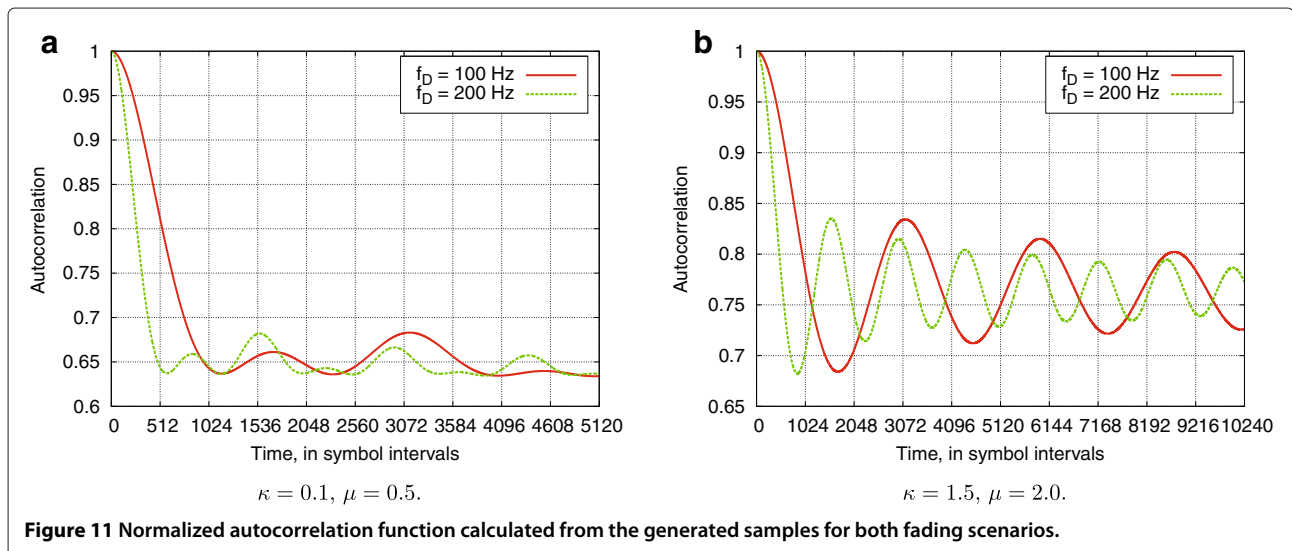 a
1
0.95
0.9
0.85
0.8
0.75
0.7
0.65
0.6
Autocorrelation
f_D = 100 Hz
f_D = 200 Hz
0 512 1024 1536 2048 2560 3072 3584 4096 4608 5120
Time, in symbol intervals
κ = 0.1, μ = 0.5.
b
1
0.95
0.9
0.85
0.8
0.75
0.7
0.65
Autocorrelation
f_D = 100 Hz
f_D = 200 Hz
0 1024 2048 3072 4096 5120 6144 7168 8192 9216 10240
Time, in symbol intervals
κ = 1.5, μ = 2.0.
Figure 11 Normalized autocorrelation function calculated from the generated samples for both fading scenarios.